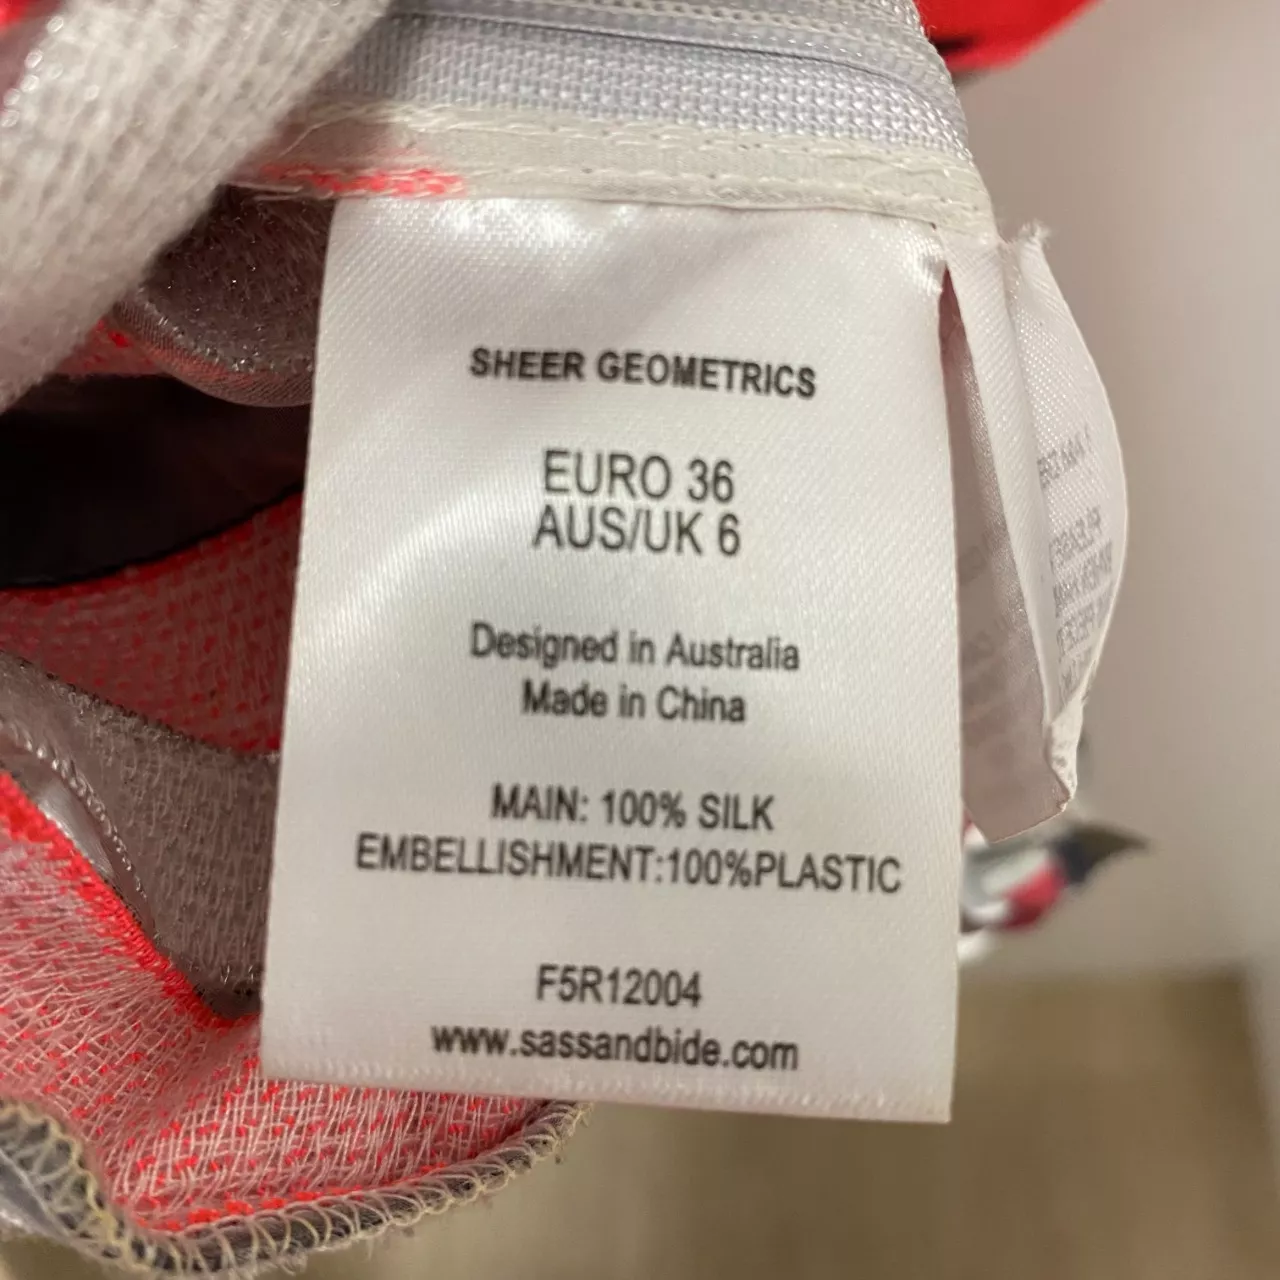 SHEER GEOMETRICS
EURO 36
AUS/UK 6
Designed in Australia
Made in China
MAIN: 100% SILK
EMBELLISHMENT:100%PLASTIC
F5R12004
www.sassandbide.com